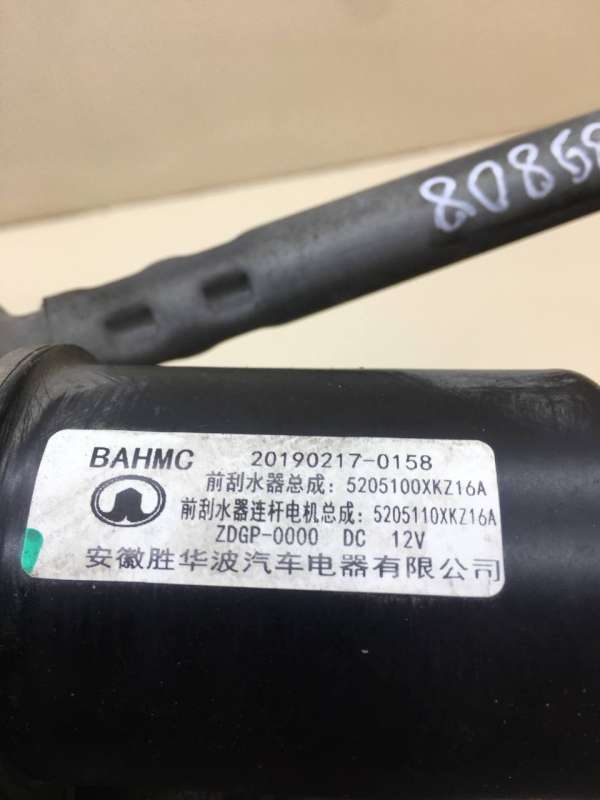 80858
BAHMC 20190217-0158
前刮水器总成: 5205100XKZ16A
前刮水器连杆电机总成: 5205110XKZ16A
ZDGP-0000 DC 12V
安徽胜华波汽车电器有限公司